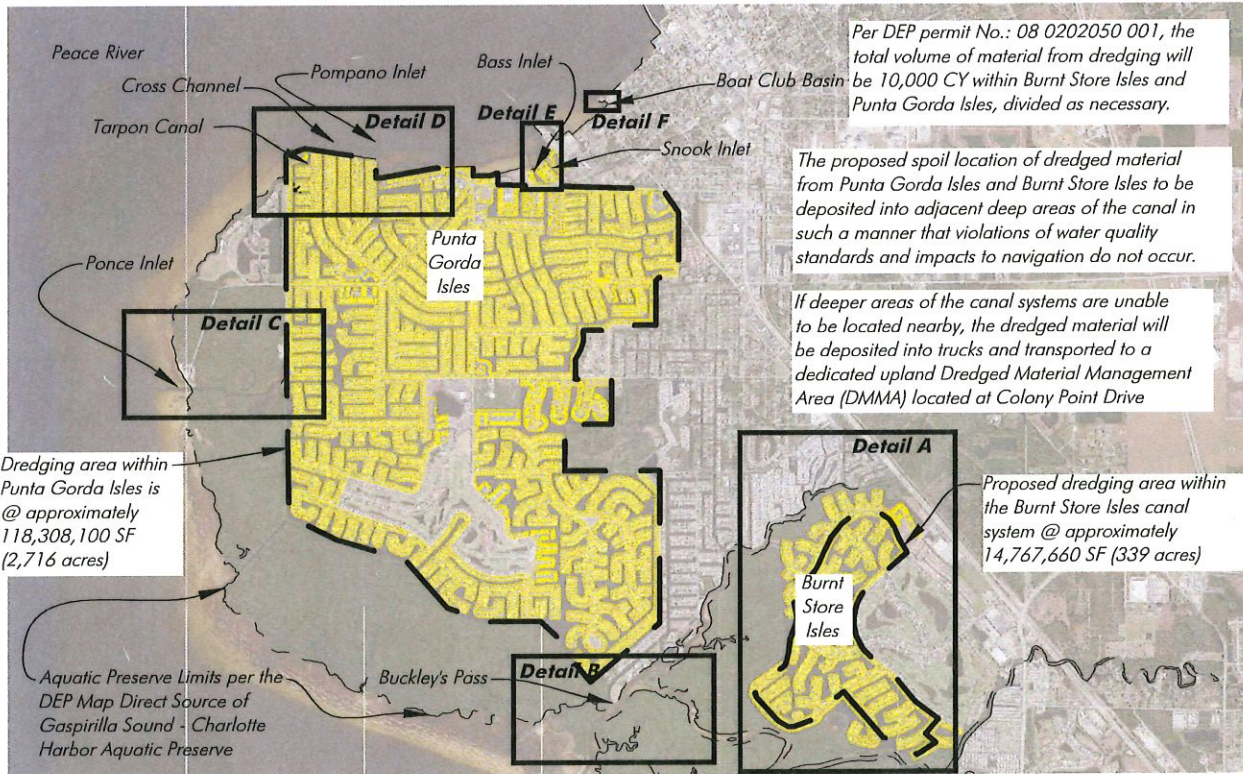 Peace River
Cross Channel
Pompano Inlet
Tarpon Canal
Detail D
Bass Inlet
Detail E
Boat Club Basin
Detail F
Snook Inlet
Per DEP permit No.: 08 0202050 001, the
total volume of material from dredging will
be 10,000 CY within Burnt Store Isles and
Punta Gorda Isles, divided as necessary.
The proposed spoil location of dredged material
from Punta Gorda Isles and Burnt Store Isles to be
deposited into adjacent deep areas of the canal in
such a manner that violations of water quality
standards and impacts to navigation do not occur.
If deeper areas of the canal systems are unable
to be located nearby, the dredged material will
be deposited into trucks and transported to a
dedicated upland Dredged Material Management
Area (DMMA) located at Colony Point Drive
Punta
Gorda
Isles
Ponce Inlet
Detail C
Dredging area within
Punta Gorda Isles is
@ approximately
118,308,100 SF
(2,716 acres)
Detail A
Proposed dredging area within
the Burnt Store Isles canal
system @ approximately
14,767,660 SF (339 acres)
Burnt
Store
Isles
Detail B
Buckley's Pass
Aquatic Preserve Limits per the
DEP Map Direct Source of
Gaspirilla Sound - Charlotte
Harbor Aquatic Preserve